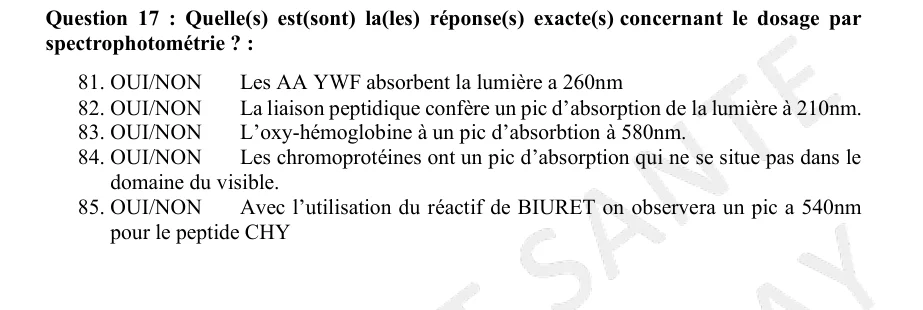 Question 17 : Quelle(s) est(sont) la(les) réponse(s) exacte(s) concernant le dosage par
spectrophotométrie ? :
81. OUI/NON Les AA YWF absorbent la lumière a 260nm
82. OUI/NON La liaison peptidique confère un pic d’absorption de la lumière à 210nm.
83. OUI/NON L’oxy-hémoglobine à un pic d’absorbtion à 580nm.
84. OUI/NON Les chromoprotéines ont un pic d’absorption qui ne se situe pas dans le
domaine du visible.
85. OUI/NON Avec l’utilisation du réactif de BIURET on observera un pic a 540nm
pour le peptide CHY
SANTE